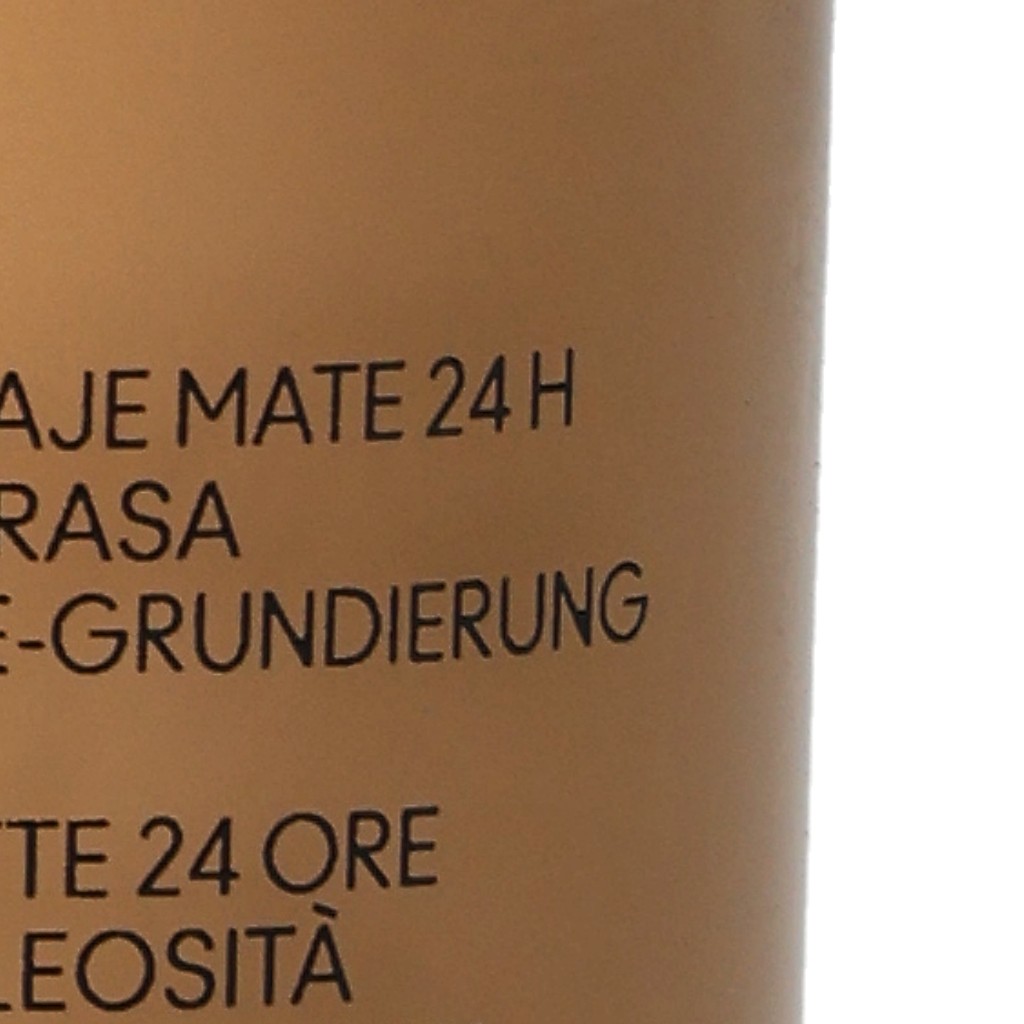 AJE MATE 24 H
RASA
E-GRUNDIERUNG
TTE 24 ORE
LEOSITÀ